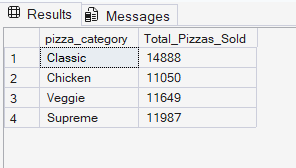 Results Messages
pizza_category Total_Pizzas_Sold
1 Classic 14888
2 Chicken 11050
3 Veggie 11649
4 Supreme 11987